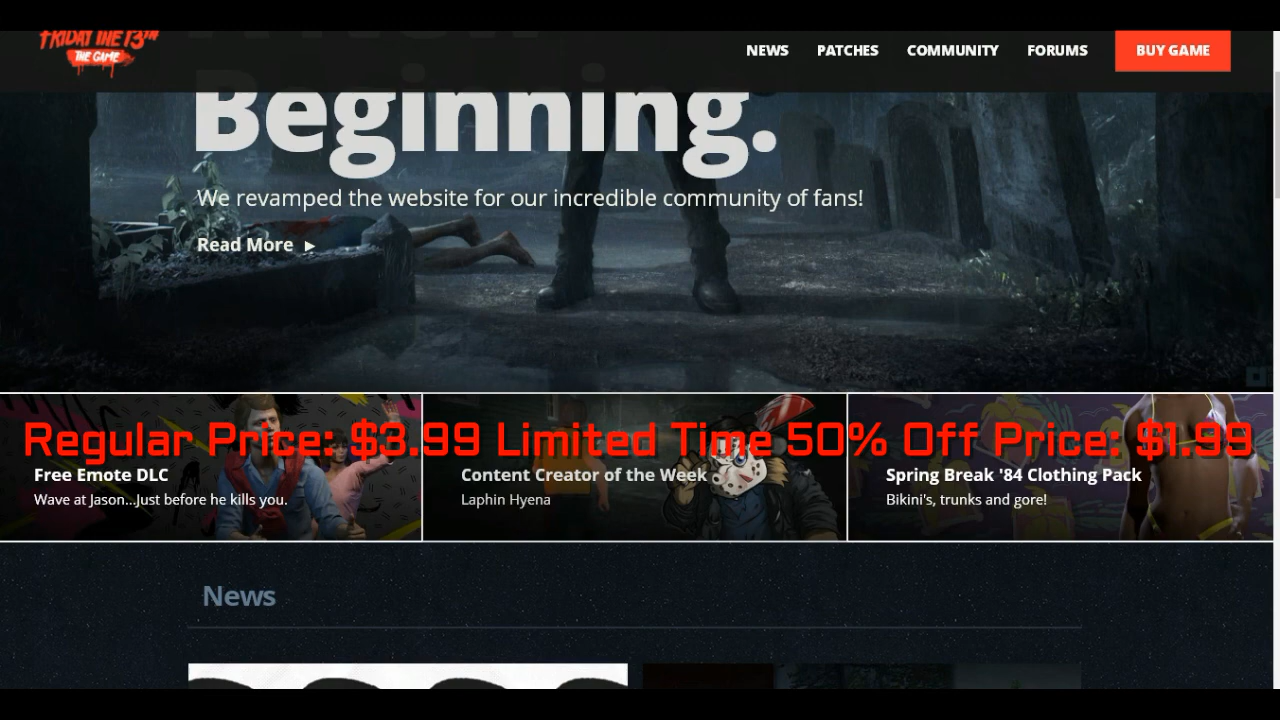 FRIDAY THE 13TH
THE GAME
NEWS PATCHES COMMUNITY FORUMS BUY GAME
Beginning.
We revamped the website for our incredible community of fans!
Read More ►
Regular Price: $3.99 Limited Time 50% Off Price: $1.99
Free Emote DLC
Wave at Jason...Just before he kills you.
Content Creator of the Week
Laphin Hyena
Spring Break '84 Clothing Pack
Bikini's, trunks and gore!
News